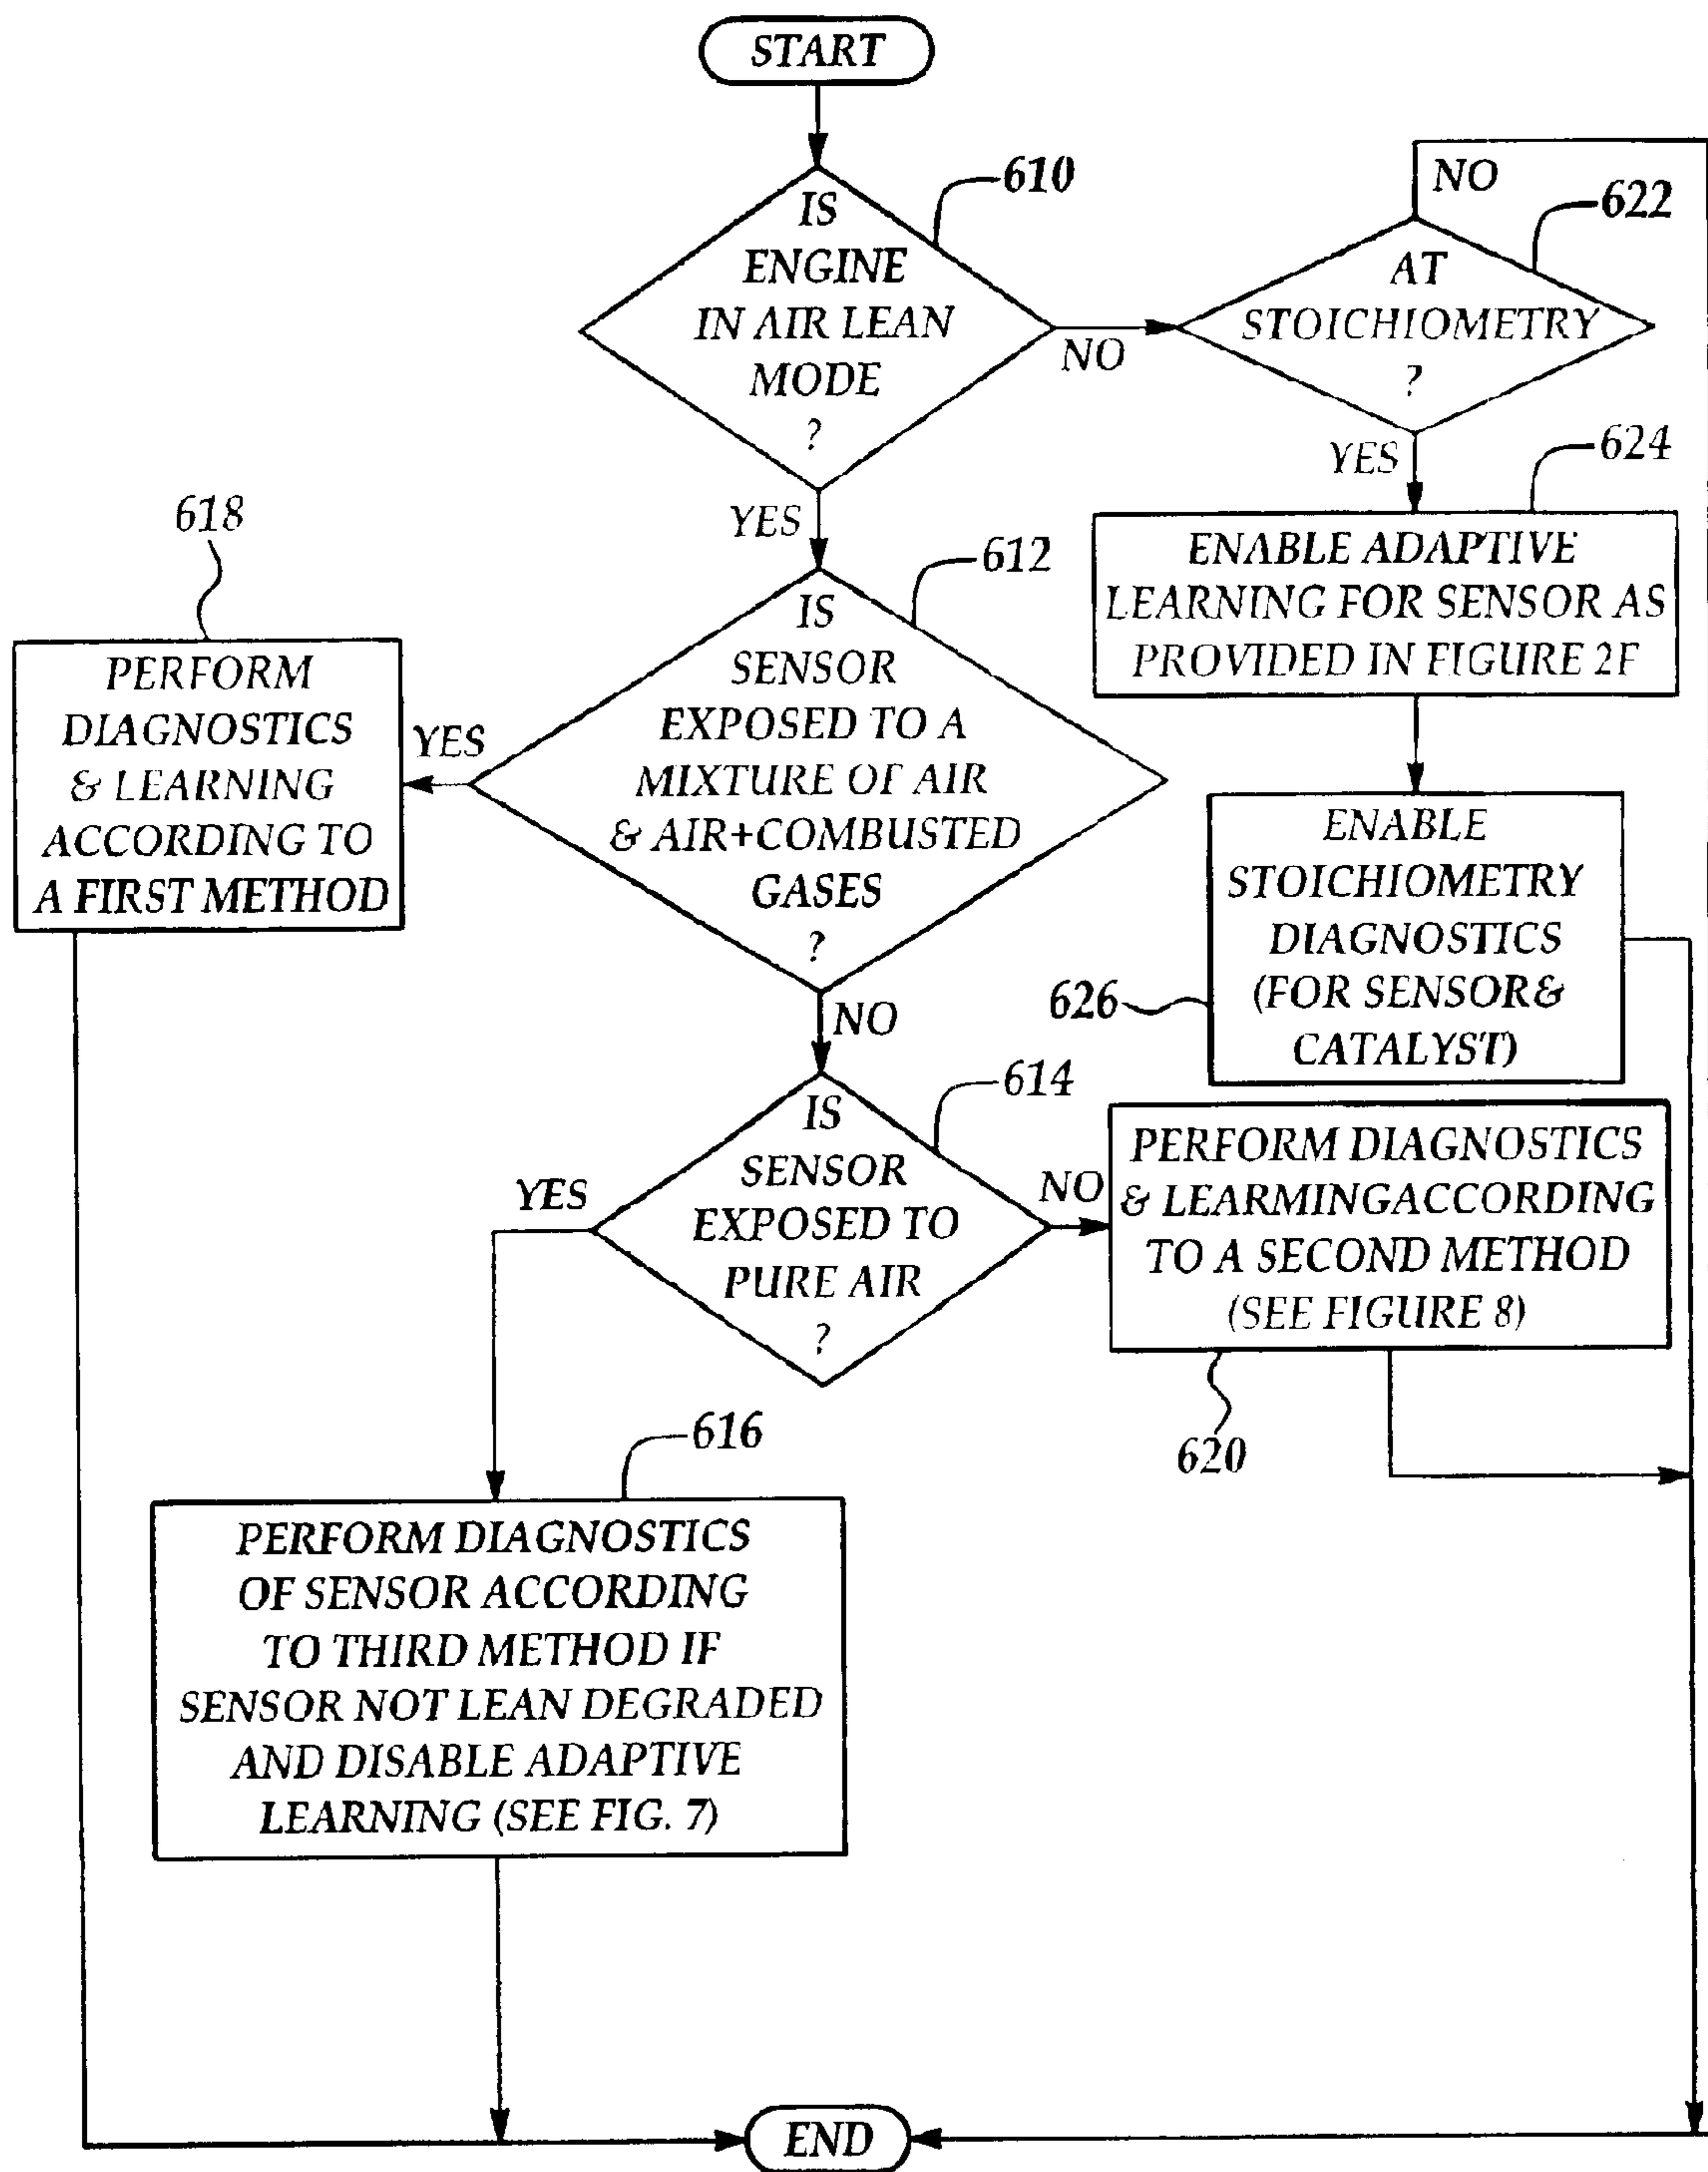 START
610
IS
ENGINE
IN AIR LEAN
MODE
?
NO
NO
622
AT
STOICHIOMETRY
?
YES
624
ENABLE ADAPTIVE
LEARNING FOR SENSOR AS
PROVIDED IN FIGURE 2F
YES
612
IS
SENSOR
EXPOSED TO A
MIXTURE OF AIR
& AIR+COMBUSTED
GASES
?
YES
618
PERFORM
DIAGNOSTICS
& LEARNING
ACCORDING TO
A FIRST METHOD
ENABLE
STOICHIOMETRY
DIAGNOSTICS
(FOR SENSOR&
CATALYST)
626
NO
614
IS
SENSOR
EXPOSED TO
PURE AIR
?
YES
NO
PERFORM DIAGNOSTICS
& LEARMINGACCORDING
TO A SECOND METHOD
(SEE FIGURE 8)
620
616
PERFORM DIAGNOSTICS
OF SENSOR ACCORDING
TO THIRD METHOD IF
SENSOR NOT LEAN DEGRADED
AND DISABLE ADAPTIVE
LEARNING (SEE FIG. 7)
END